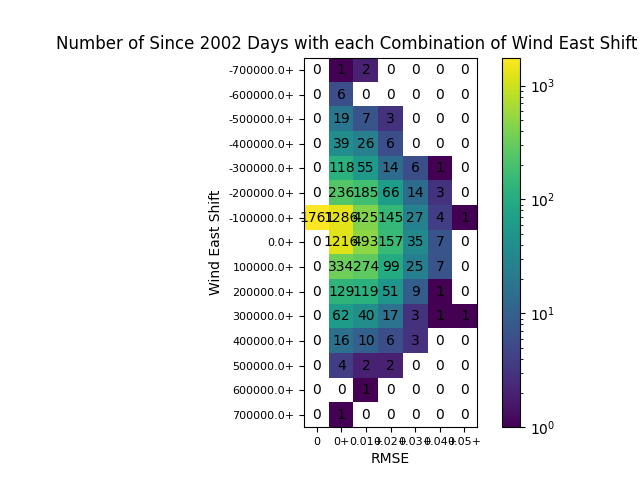 Number of Since 2002 Days with each Combination of Wind East Shift
-700000.0+ 0 1 2 0 0 0 0
-600000.0+ 0 6 0 0 0 0 0
-500000.0+ 0 19 7 3 0 0 0
-400000.0+ 0 39 26 6 0 0 0
-300000.0+ 0 118 55 14 6 1 0
-200000.0+ 0 236 185 66 14 3 0
-100000.0+ 1761 1286 425 145 27 4 1
0.0+ 0 1216 493 157 35 7 0
100000.0+ 0 334 274 99 25 7 0
200000.0+ 0 129 119 51 9 1 0
300000.0+ 0 62 40 17 3 1 1
400000.0+ 0 16 10 6 3 0 0
500000.0+ 0 4 2 2 0 0 0
600000.0+ 0 0 1 0 0 0 0
700000.0+ 0 1 0 0 0 0 0
0 0+ 0.01+ 0.02+ 0.03+ 0.04+ 0.05+
RMSE
Wind East Shift
10^3
10^2
10^1
10^0